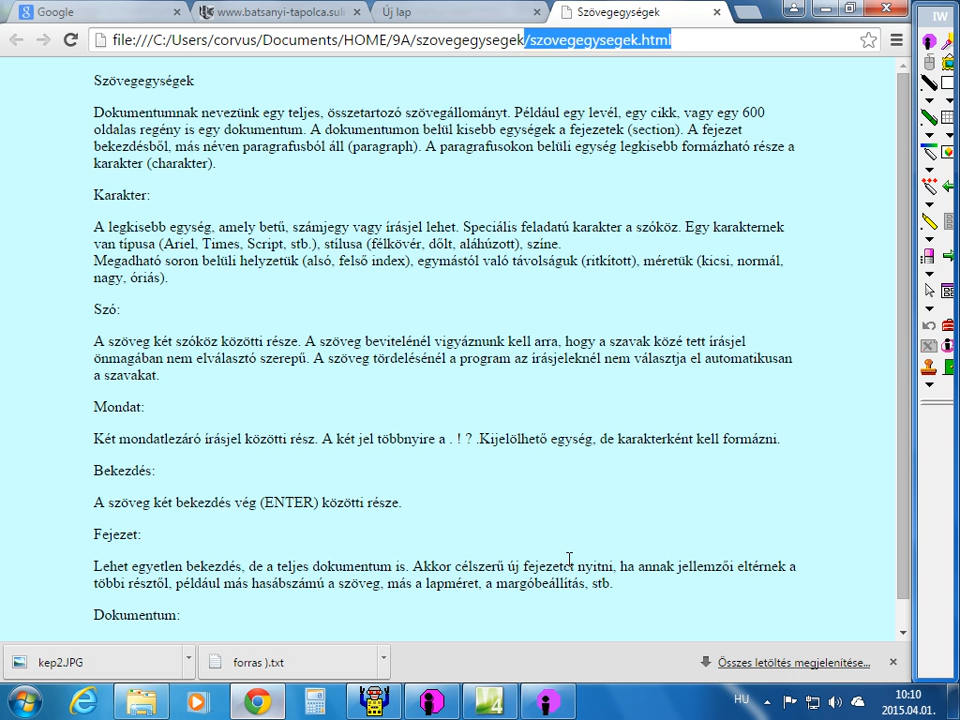 Google
www.batsanyi-tapolca.suli
Új lap
Szövegegységek
IW
file:///C:/Users/corvus/Documents/HOME/9A/szovegegysegek/szovegegysegek.html
Szövegegységek
Dokumentumnak nevezünk egy teljes, összetartozó szövegállományt. Például egy levél, egy cikk, vagy egy 600
oldalas regény is egy dokumentum. A dokumentumon belül kisebb egységek a fejezetek (section). A fejezet
bekezdésből, más néven paragrafusból áll (paragraph). A paragrafusokon belüli egység legkisebb formázható része a
karakter (charakter).
Karakter:
A legkisebb egység, amely betű, számjegy vagy írásjel lehet. Speciális feladatú karakter a szóköz. Egy karakternek
van típusa (Ariel, Times, Script, stb.), stílusa (félkövér, dőlt, aláhúzott), színe.
Megadható soron belüli helyzetük (alsó, felső index), egymástól való távolságuk (ritkított), méretük (kicsi, normál,
nagy, óriás).
Szó:
A szöveg két szóköz közötti része. A szöveg bevitelénél vigyáznunk kell arra, hogy a szavak közé tett írásjel
önmagában nem elválasztó szerepű. A szöveg tördelésénél a program az írásjeleknél nem választja el automatikusan
a szavakat.
Mondat:
Két mondatlezáró írásjel közötti rész. A két jel többnyire a . ! ? .Kijelölhető egység, de karakterként kell formázni.
Bekezdés:
A szöveg két bekezdés vég (ENTER) közötti része.
Fejezet:
Lehet egyetlen bekezdés, de a teljes dokumentum is. Akkor célszerű új fejezetet nyitni, ha annak jellemzői eltérnek a
többi résztől, például más hasábszámú a szöveg, más a lapméret, a margóbeállítás, stb.
Dokumentum:
kep2.JPG
forras ).txt
Összes letöltés megjelenítése...
4
HU
10:10
2015.04.01.